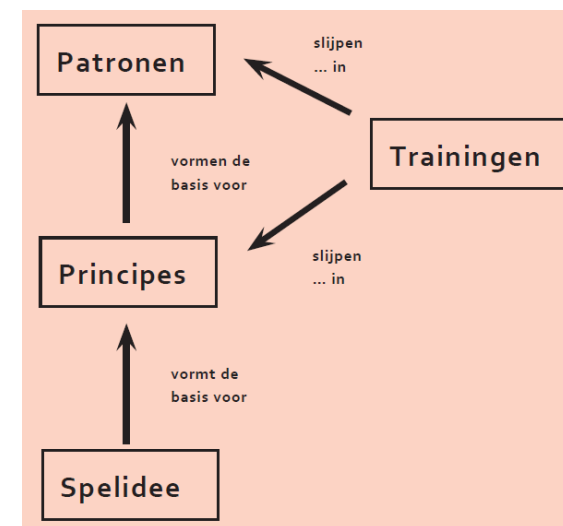 Patronen
slijpen
... in
Trainingen
vormen de
basis voor
Principes
slijpen
... in
vormt de
basis voor
Spelidee